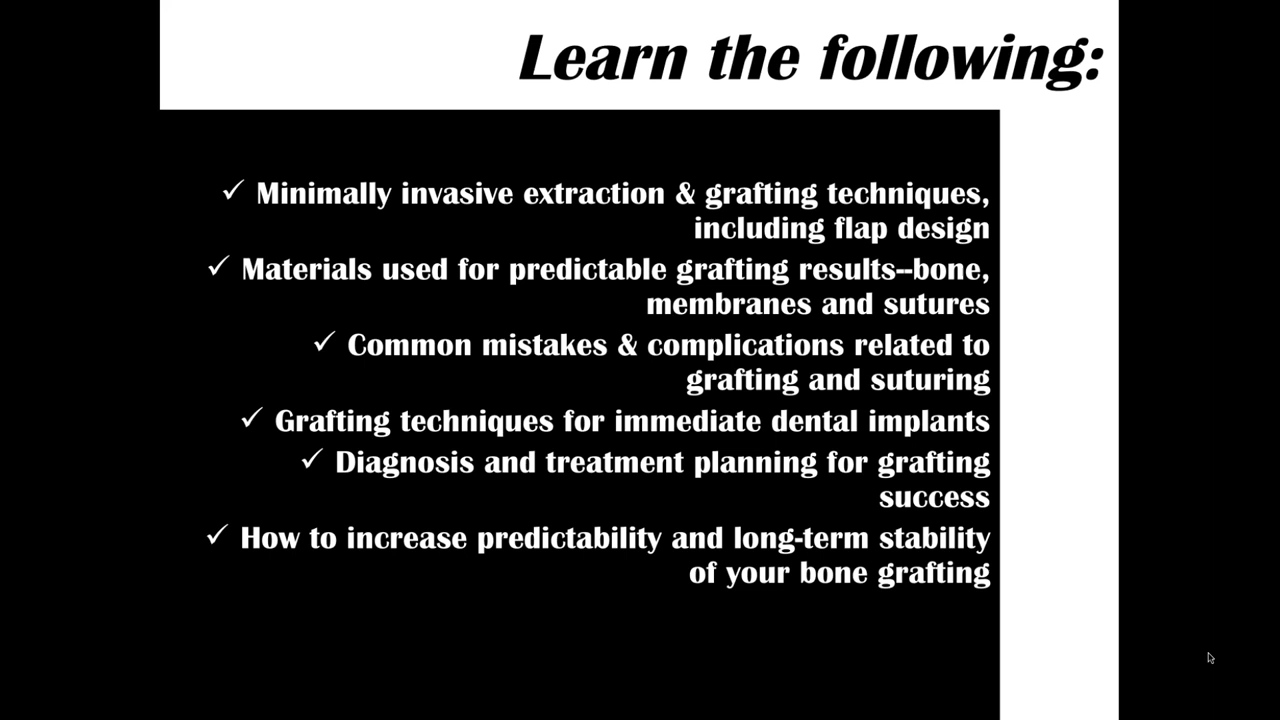 Learn the following:
✓ Minimally invasive extraction & grafting techniques,
including flap design
✓ Materials used for predictable grafting results--bone,
membranes and sutures
✓ Common mistakes & complications related to
grafting and suturing
✓ Grafting techniques for immediate dental implants
✓ Diagnosis and treatment planning for grafting
success
✓ How to increase predictability and long-term stability
of your bone grafting